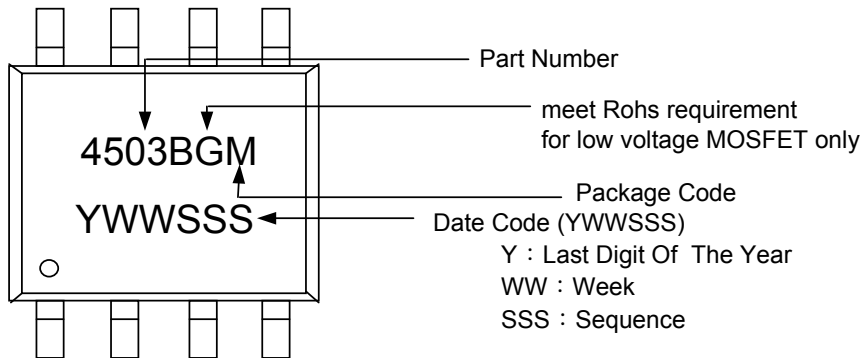 Part Number
meet Rohs requirement
for low voltage MOSFET only
4503BGM
Package Code
YWWSSS
Date Code (YWWSSS)
Y：Last Digit Of The Year
WW：Week
SSS：Sequence